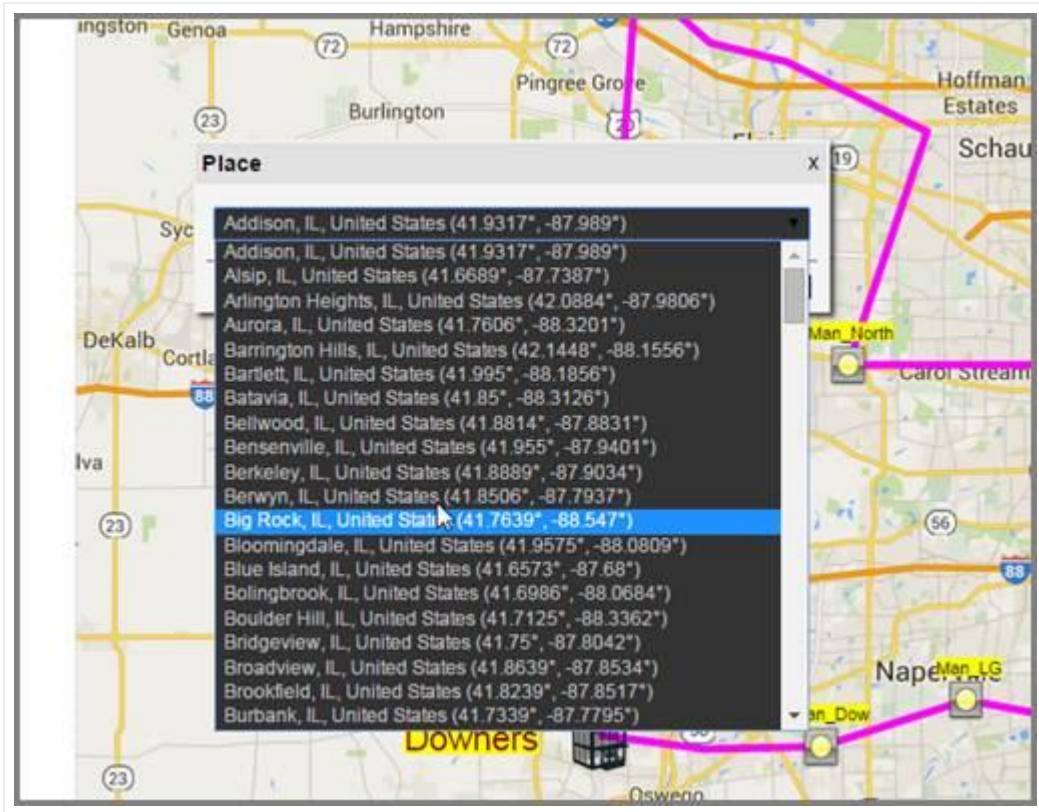 ingston Genoa
Hampshire
72
72
Pingree Grove
Hoffman
Estates
Burlington
23
20
Schau
Place
x
19
Syc
Addison, IL, United States (41.9317°, -87.989°)
Addison, IL, United States (41.9317°, -87.989°)
Alsip, IL, United States (41.6689°, -87.7387°)
Arlington Heights, IL, United States (42.0884°, -87.9806°)
Aurora, IL, United States (41.7606°, -88.3201°)
Barrington Hills, IL, United States (42.1448°, -88.1556°)
Bartlett, IL, United States (41.995°, -88.1856°)
Batavia, IL, United States (41.85°, -88.3126°)
Bellwood, IL, United States (41.8814°, -87.8831°)
Bensenville, IL, United States (41.955°, -87.9401°)
Berkeley, IL, United States (41.8889°, -87.9034°)
Berwyn, IL, United States (41.8506°, -87.7937°)
Big Rock, IL, United States (41.7639°, -88.547°)
Bloomingdale, IL, United States (41.9575°, -88.0809°)
Blue Island, IL, United States (41.6573°, -87.68°)
Bolingbrook, IL, United States (41.6986°, -88.0684°)
Boulder Hill, IL, United States (41.7125°, -88.3362°)
Bridgeview, IL, United States (41.75°, -87.8042°)
Broadview, IL, United States (41.8639°, -87.8534°)
Brookfield, IL, United States (41.8239°, -87.8517°)
Burbank, IL, United States (41.7339°, -87.7795°)
Man_North
DeKalb
Cortla
Carol Stream
88
lva
23
56
88
Naperville
Man_LG
an_Dow
Downers
23
Oswego